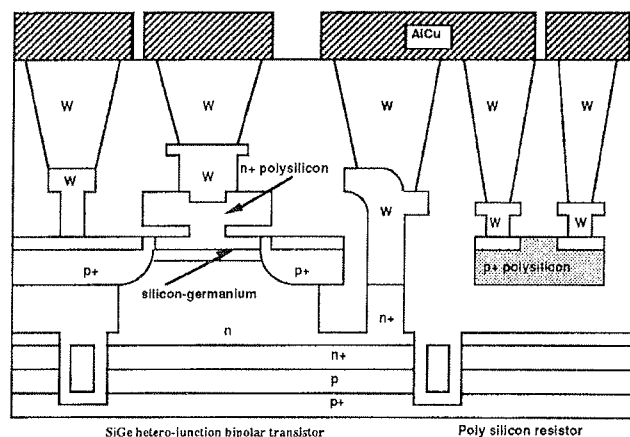 AlCu
W
W
W
W
W
n+ polysilicon
W
W
W
W
W
p+ polysilicon
p+
p+
silicon-germanium
n+
n
n+
p
p+
SiGe hetero-junction bipolar transistor
Poly silicon resistor